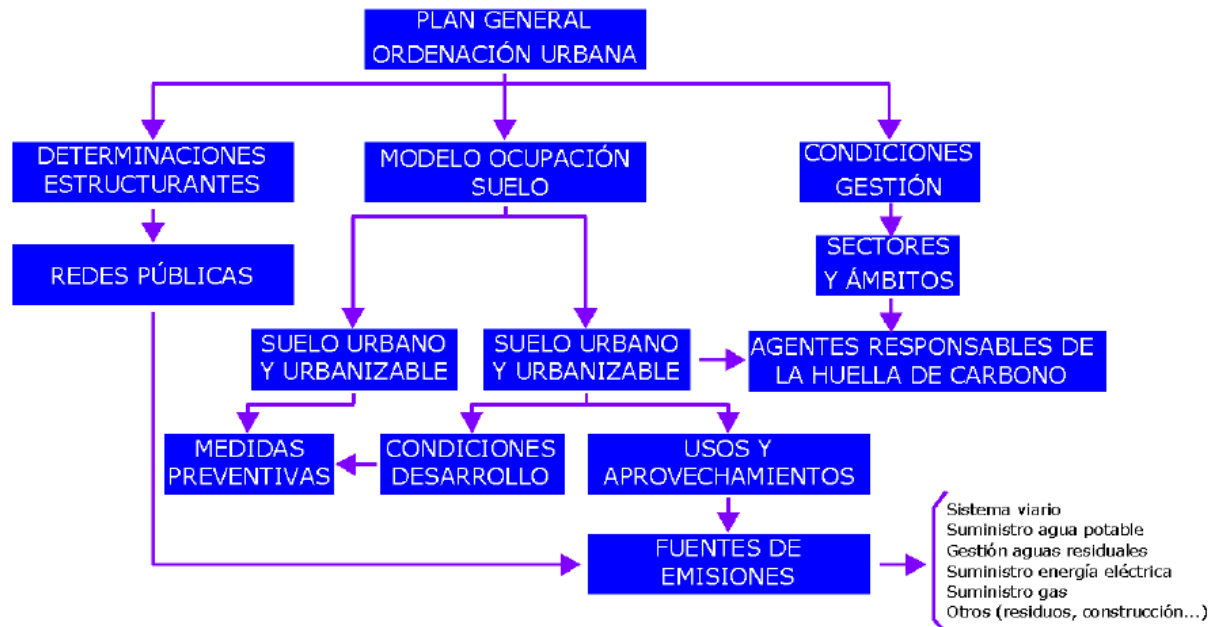 PLAN GENERAL
ORDENACIÓN URBANA
DETERMINACIONES
ESTRUCTURANTES
MODELO OCUPACIÓN
SUELO
CONDICIONES
GESTIÓN
REDES PÚBLICAS
SECTORES
Y ÁMBITOS
SUELO URBANO
Y URBANIZABLE
SUELO URBANO
Y URBANIZABLE
AGENTES RESPONSABLES DE
LA HUELLA DE CARBONO
MEDIDAS
PREVENTIVAS
CONDICIONES
DESARROLLO
USOS Y
APROVECHAMIENTOS
FUENTES DE
EMISIONES
Sistema viario
Suministro agua potable
Gestión aguas residuales
Suministro energía eléctrica
Suministro gas
Otros (residuos, construcción...)